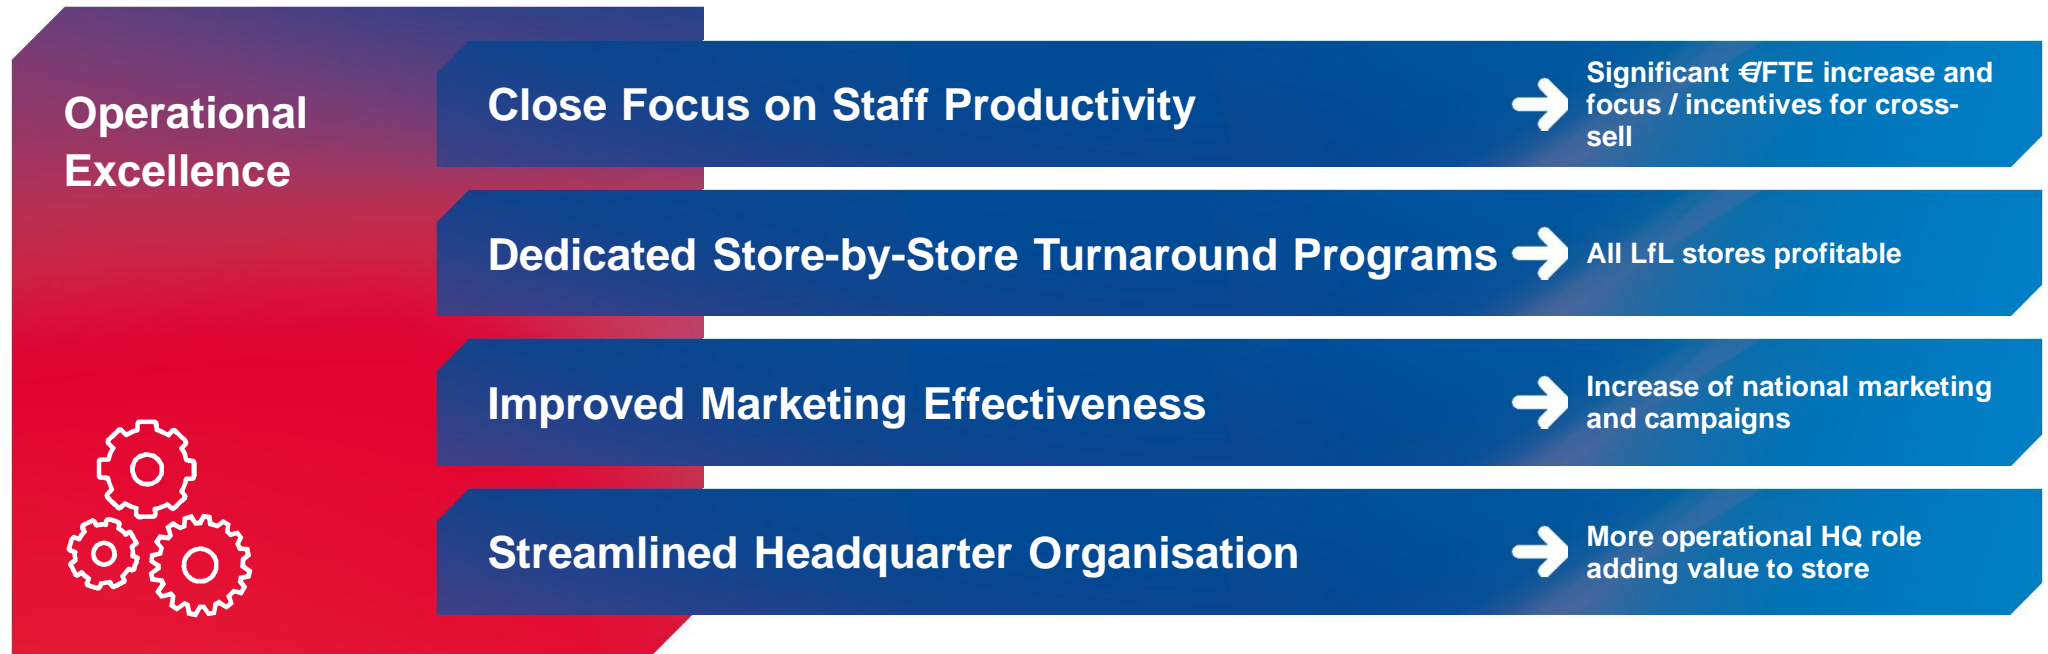 Operational
Excellence
Close Focus on Staff Productivity
Significant €/FTE increase and
focus / incentives for cross-
sell
Dedicated Store-by-Store Turnaround Programs
All LfL stores profitable
Improved Marketing Effectiveness
Increase of national marketing
and campaigns
Streamlined Headquarter Organisation
More operational HQ role
adding value to store